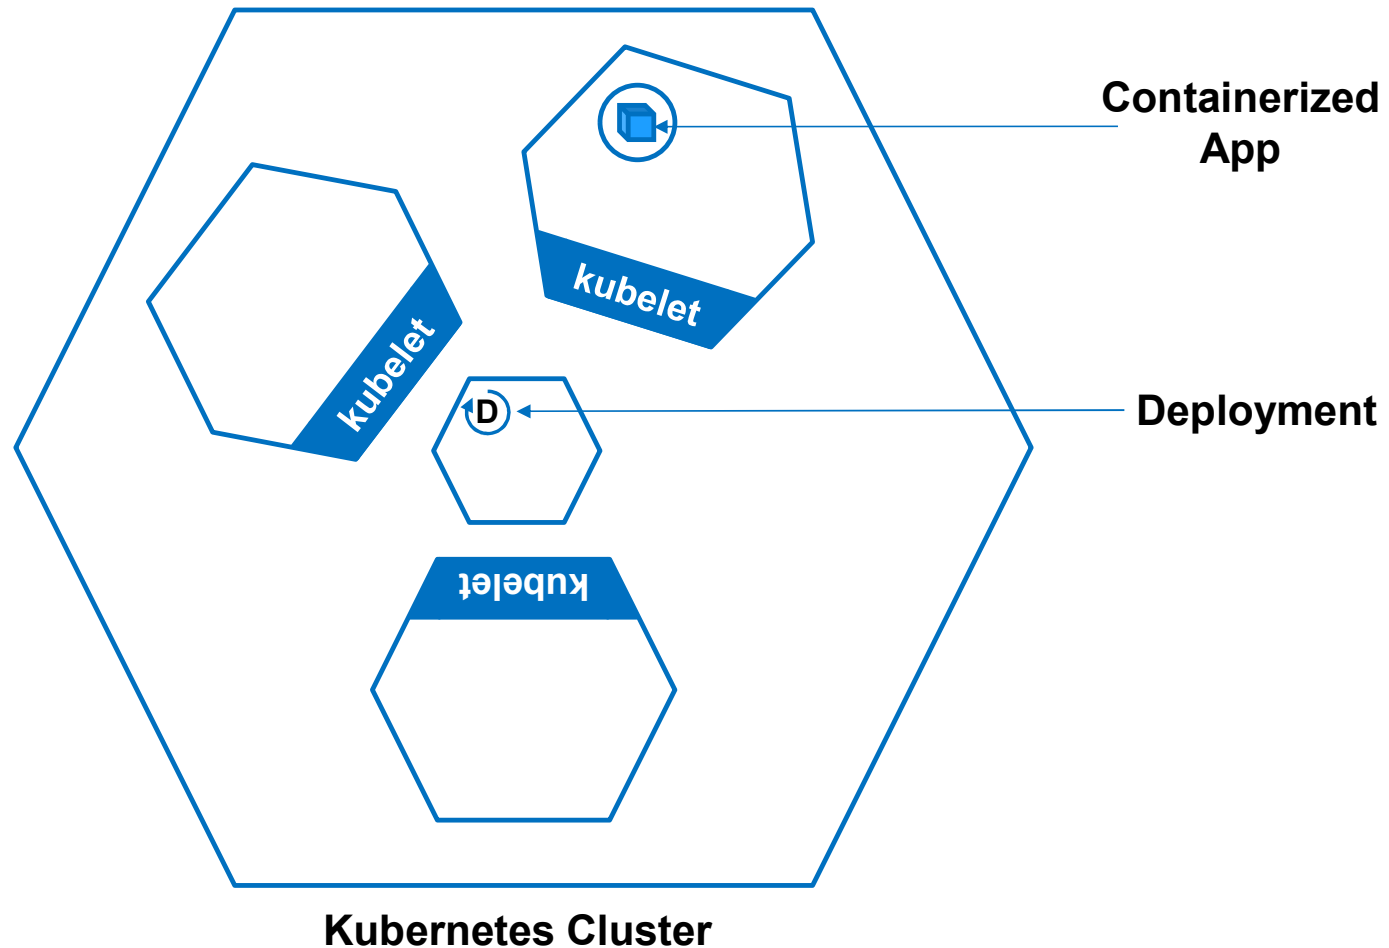 Containerized
App
kubelet
kubelet
D
Deployment
kubelet
Kubernetes Cluster